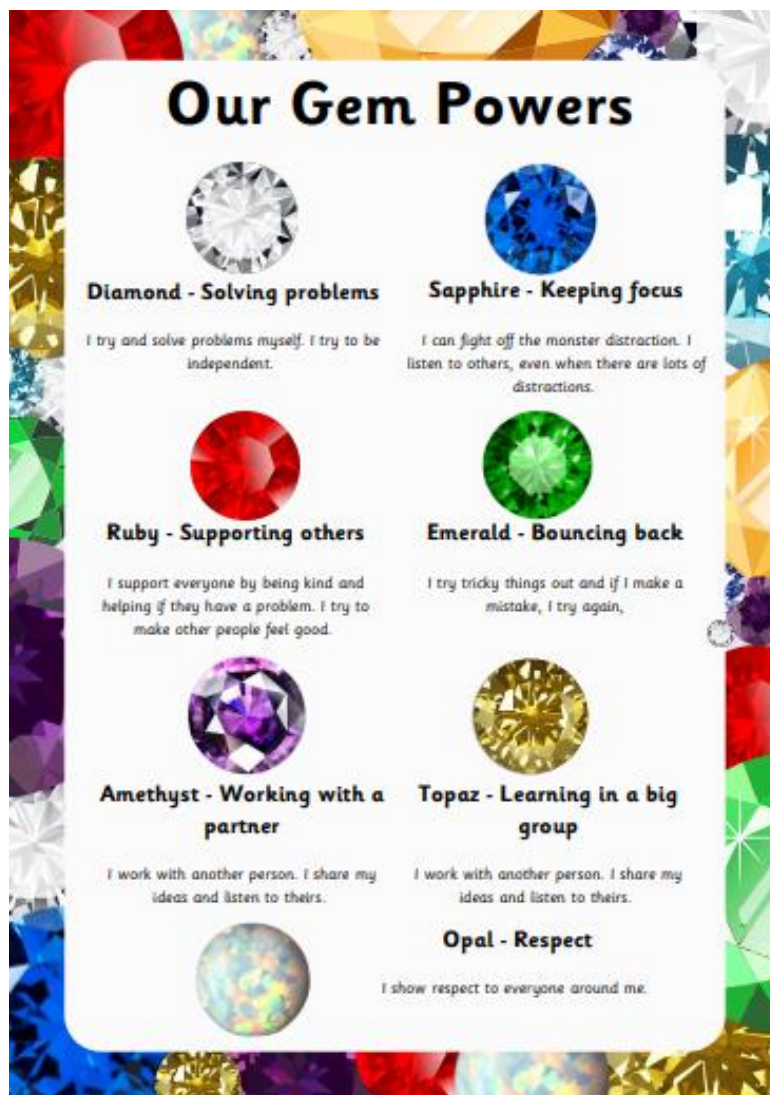 Our Gem Powers
Diamond - Solving problems
I try and solve problems myself. I try to be
independent.
Sapphire - Keeping focus
I can fight off the monster distraction. I
listen to others, even when there are lots of
distractions.
Ruby - Supporting others
I support everyone by being kind and
helping if they have a problem. I try to
make other people feel good.
Emerald - Bouncing back
I try tricky things out and if I make a
mistake, I try again,
Amethyst - Working with a
partner
I work with another person. I share my
ideas and listen to theirs.
Topaz - Learning in a big
group
I work with another person. I share my
ideas and listen to theirs.
Opal - Respect
I show respect to everyone around me.